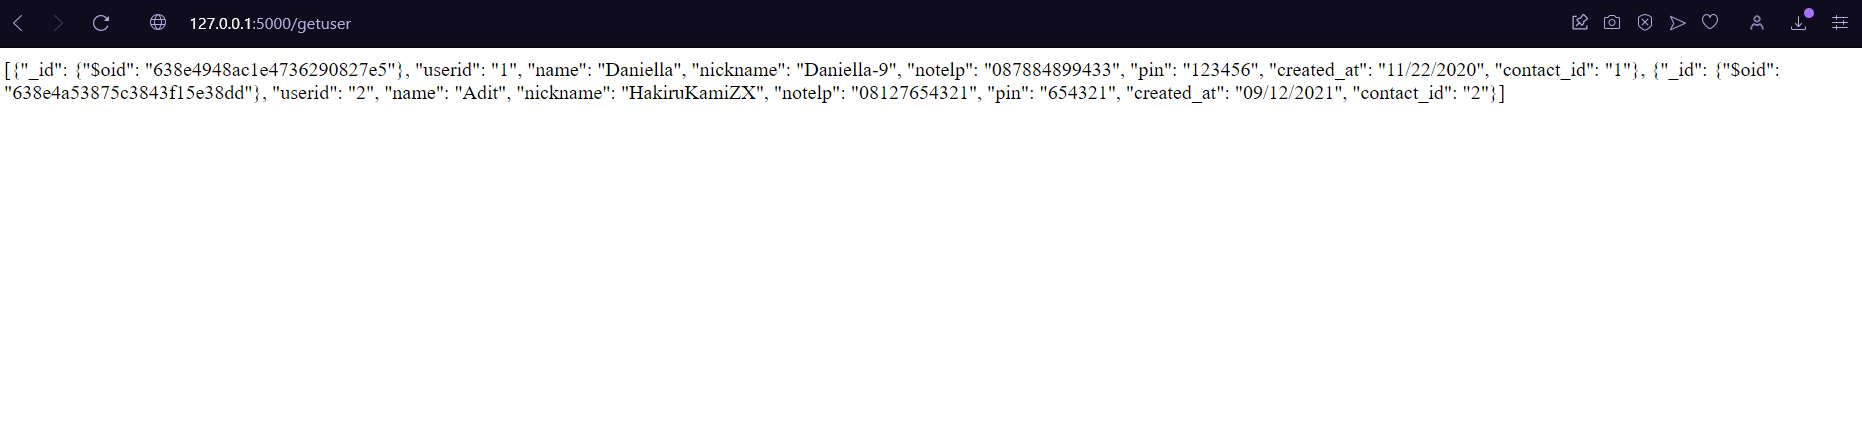 127.0.0.1:5000/getuser
[{"_id": {"$oid": "638e4948ac1e4736290827e5"}, "userid": "1", "name": "Daniella", "nickname": "Daniella-9", "notelp": "087884899433", "pin": "123456", "created_at": "11/22/2020", "contact_id": "1"}, {"_id": {"$oid":
"638e4a53875c3843f15e38dd"}, "userid": "2", "name": "Adit", "nickname": "HakiruKamiZX", "notelp": "08127654321", "pin": "654321", "created_at": "09/12/2021", "contact_id": "2"}]